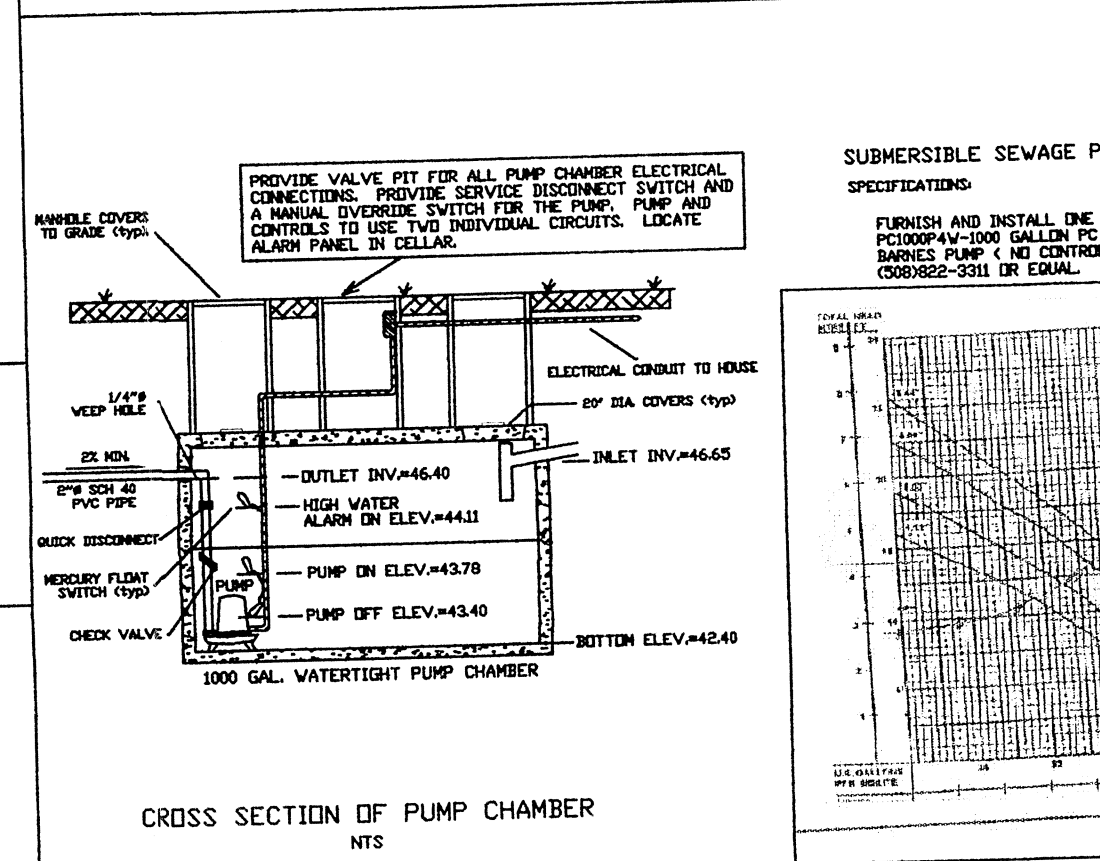 PROVIDE VALVE PIT FOR ALL PUMP CHAMBER ELECTRICAL
CONNECTIONS. PROVIDE SERVICE DISCONNECT SWITCH AND
A MANUAL OVERRIDE SWITCH FOR THE PUMP. PUMP AND
CONTROLS TO USE TWO INDIVIDUAL CIRCUITS. LOCATE
ALARM PANEL IN CELLAR.
MANHOLE COVERS
TO GRADE (typ).
ELECTRICAL CONDUIT TO HOUSE
1/4"Ø
WEEP HOLE
20" DIA COVERS (typ)
2% MIN.
2"Ø SCH 40
PVC PIPE
OUTLET INV.=46.40
INLET INV.=46.65
HIGH WATER
ALARM ON ELEV.=44.11
QUICK DISCONNECT
MERCURY FLOAT
SWITCH (typ)
PUMP
PUMP ON ELEV.=43.78
PUMP OFF ELEV.=43.40
CHECK VALVE
BOTTOM ELEV.=42.40
1000 GAL. WATERTIGHT PUMP CHAMBER
CROSS SECTION OF PUMP CHAMBER
NTS
SUBMERSIBLE SEWAGE P
SPECIFICATIONS:
FURNISH AND INSTALL ONE
PC1000P4W-1000 GALLON PC
BARNES PUMP ( NO CONTRO
(508)822-3311 OR EQUAL.
TOTAL HEAD
U.S. GALLONS
PER MINUTE